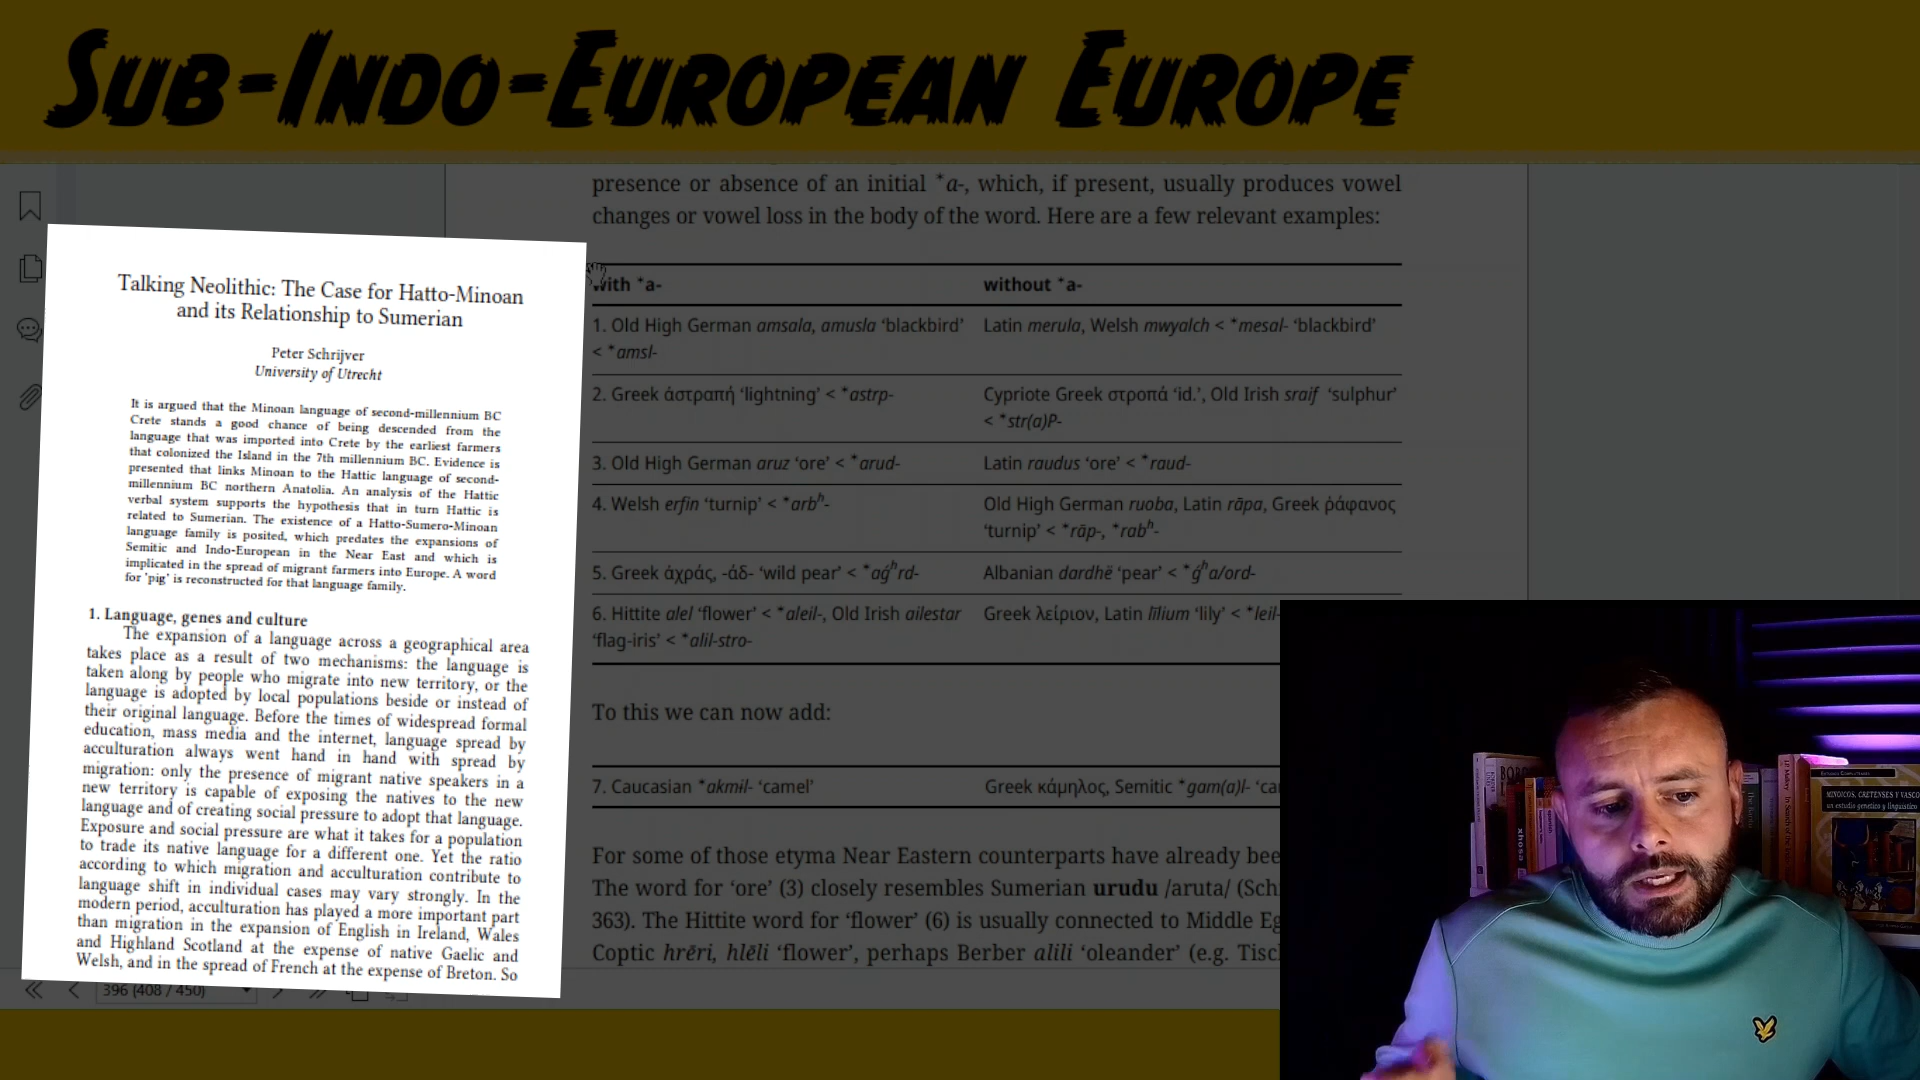 SUB-INDO-EUROPEAN EUROPE
presence or absence of an initial *a-, which, if present, usually produces vowel
changes or vowel loss in the body of the word. Here are a few relevant examples:
with *a-
without *a-
1. Old High German amsala, amusla ‘blackbird’
< *amsl-
Latin merula, Welsh mwyalch < *mesal- ‘blackbird’
2. Greek ἀστραπή ‘lightning’ < *astrp-
Cypriote Greek στροπά ‘id.’, Old Irish sraif ‘sulphur’
< *str(a)P-
3. Old High German aruz ‘ore’ < *arud-
Latin raudus ‘ore’ < *raud-
4. Welsh erfin ‘turnip’ < *arbʰ-
Old High German ruoba, Latin rāpa, Greek ῥάφανος
‘turnip’ < *rāp-, *rabʰ-
5. Greek ἀχράς, -άδ- ‘wild pear’ < *aǵʰrd-
Albanian dardhë ‘pear’ < *ǵʰa/ord-
6. Hittite alel ‘flower’ < *aleil-, Old Irish ailestar
‘flag-iris’ < *alil-stro-
Greek λείριον, Latin līlium ‘lily’ < *leil-
To this we can now add:
7. Caucasian *akmił- ‘camel’
Greek κάμηλος, Semitic *gam(a)l- ‘ca
For some of those etyma Near Eastern counterparts have already bee
The word for ‘ore’ (3) closely resembles Sumerian urudu /aruta/ (Sch
363). The Hittite word for ‘flower’ (6) is usually connected to Middle Eg
Coptic hrēri, hlēli ‘flower’, perhaps Berber alili ‘oleander’ (e.g. Tisc
396 (408 / 450)
Talking Neolithic: The Case for Hatto-Minoan
and its Relationship to Sumerian
Peter Schrijver
University of Utrecht
It is argued that the Minoan language of second-millennium BC
Crete stands a good chance of being descended from the
language that was imported into Crete by the earliest farmers
that colonized the Island in the 7th millennium BC. Evidence is
presented that links Minoan to the Hattic language of second-
millennium BC northern Anatolia. An analysis of the Hattic
verbal system supports the hypothesis that in turn Hattic is
related to Sumerian. The existence of a Hatto-Sumero-Minoan
language family is posited, which predates the expansions of
Semitic and Indo-European in the Near East and which is
implicated in the spread of migrant farmers into Europe. A word
for 'pig' is reconstructed for that language family.
1. Language, genes and culture
The expansion of a language across a geographical area
takes place as a result of two mechanisms: the language is
taken along by people who migrate into new territory, or the
language is adopted by local populations beside or instead of
their original language. Before the times of widespread formal
education, mass media and the internet, language spread by
acculturation always went hand in hand with spread by
migration: only the presence of migrant native speakers in a
new territory is capable of exposing the natives to the new
language and of creating social pressure to adopt that language.
Exposure and social pressure are what it takes for a population
to trade its native language for a different one. Yet the ratio
according to which migration and acculturation contribute to
language shift in individual cases may vary strongly. In the
modern period, acculturation has played a more important part
than migration in the expansion of English in Ireland, Wales
and Highland Scotland at the expense of native Gaelic and
Welsh, and in the spread of French at the expense of Breton. So
xhosa
MINOICOS, CRETENSES Y VASCO
un estudio genético y lingüístico